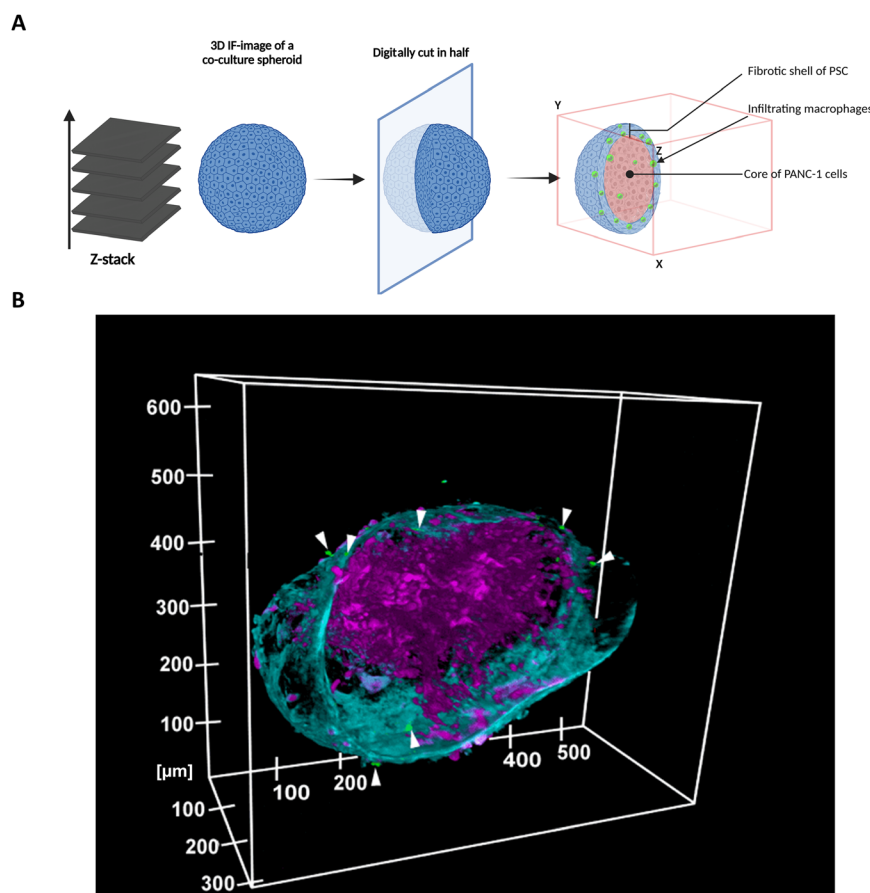 A
3D IF-image of a
co-culture spheroid
Digitally cut in half
Fibrotic shell of PSC
Infiltrating macrophages
Core of PANC-1 cells
Y
Z
X
Z-stack
B
600
500
400
300
200
100
[µm]
100
200
400
500
100
200
300